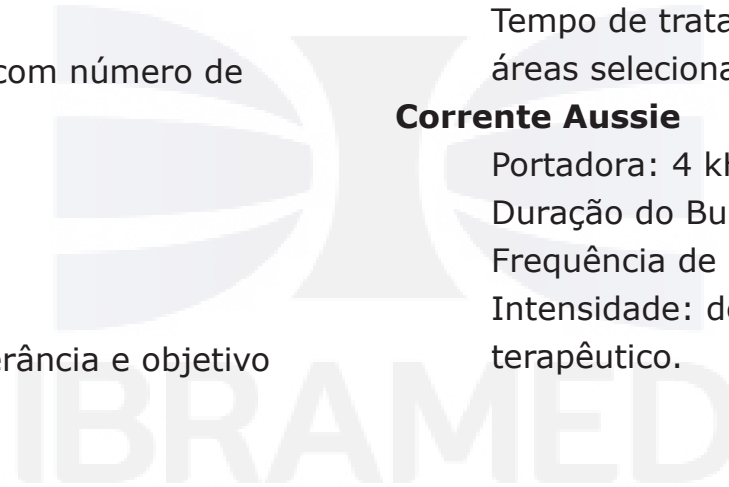 com número de
erância e objetivo
Tempo de trata
áreas seleciona
Corrente Aussie
Portadora: 4 k
Duração do Bu
Frequência de
Intensidade: d
terapêutico.
IBRAMED